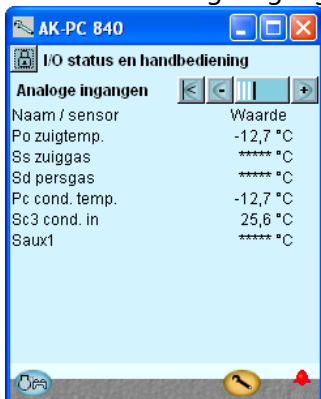 AK-PC 840
I/O status en handbediening
Analoge ingangen
Naam / sensor Waarde
Po zuigtemp. -12,7 °C
Ss zuiggas ***** °C
Sd persgas ***** °C
Pc cond. temp. -12,7 °C
Sc3 cond. in 25,6 °C
Saux1 ***** °C